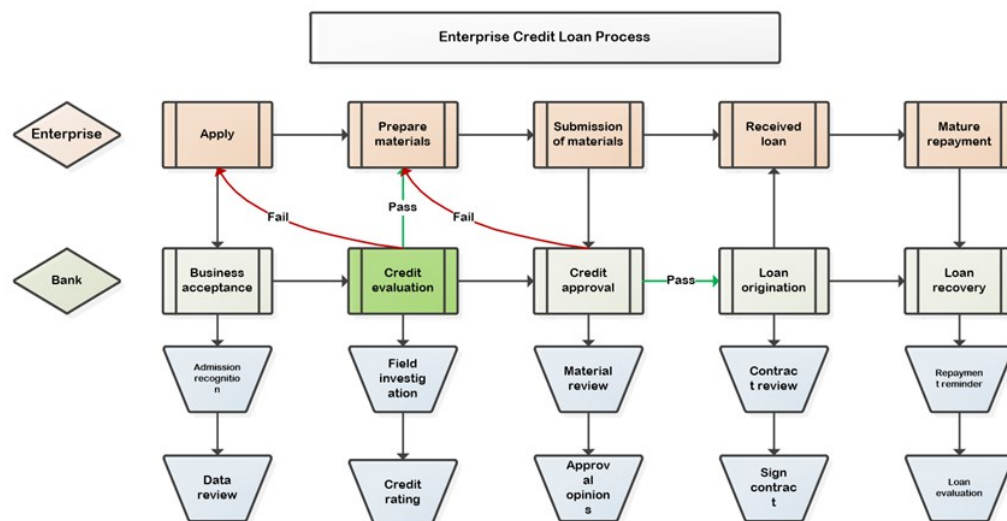 Enterprise Credit Loan Process
Enterprise
Apply
Prepare
materials
Submission
of materials
Received
loan
Mature
repayment
Fail
Pass
Fail
Bank
Business
acceptance
Credit
evaluation
Credit
approval
Pass
Loan
origination
Loan
recovery
Admission
recognitio
n
Field
investig
ation
Material
review
Contrac
t review
Repaymen
t reminder
Data
review
Credit
rating
Approv
al
opinion
s
Sign
contrac
t
Loan
evaluation